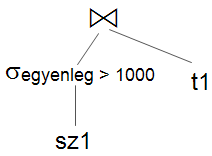 ⋈
σegyenleg > 1000
t1
sz1